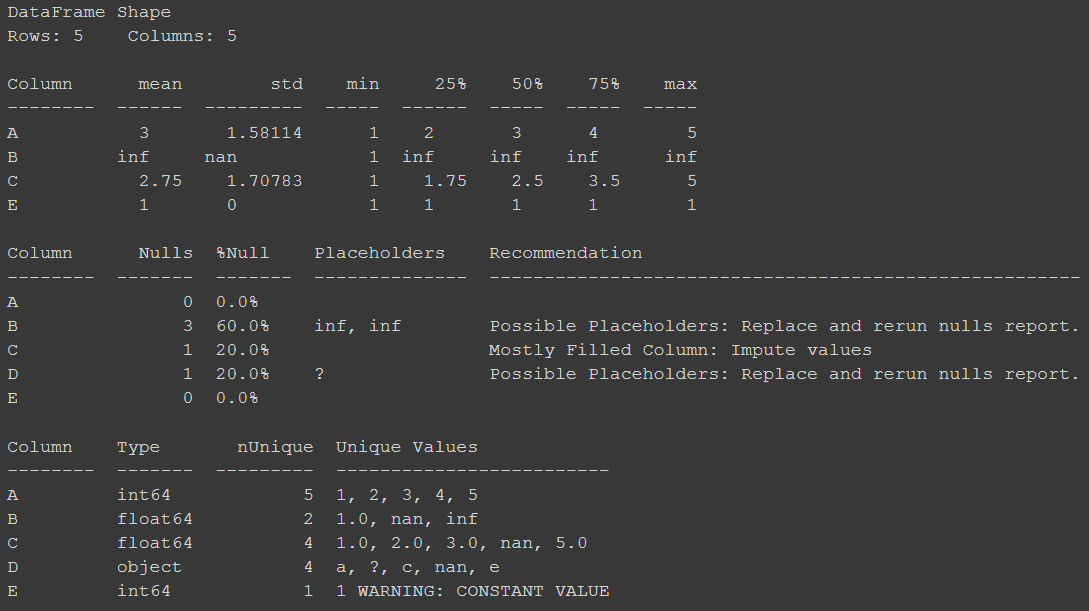 DataFrame Shape
Rows: 5    Columns: 5
Column      mean        std    min     25%    50%    75%    max
--------  ------  ---------  -----  ------  -----  -----  -----
A           3       1.58114      1    2       3      4        5
B         inf     nan            1  inf     inf    inf      inf
C           2.75    1.70783      1    1.75    2.5    3.5      5
E           1       0            1    1       1      1        1
Column      Nulls  %Null    Placeholders    Recommendation
--------  -------  -------  --------------  ------------------------------------------------------
A               0  0.0%
B               3  60.0%    inf, inf        Possible Placeholders: Replace and rerun nulls report.
C               1  20.0%                    Mostly Filled Column: Impute values
D               1  20.0%    ?               Possible Placeholders: Replace and rerun nulls report.
E               0  0.0%
Column    Type       nUnique  Unique Values
--------  -------  ---------  -------------------------
A         int64            5  1, 2, 3, 4, 5
B         float64          2  1.0, nan, inf
C         float64          4  1.0, 2.0, 3.0, nan, 5.0
D         object           4  a, ?, c, nan, e
E         int64            1  1 WARNING: CONSTANT VALUE